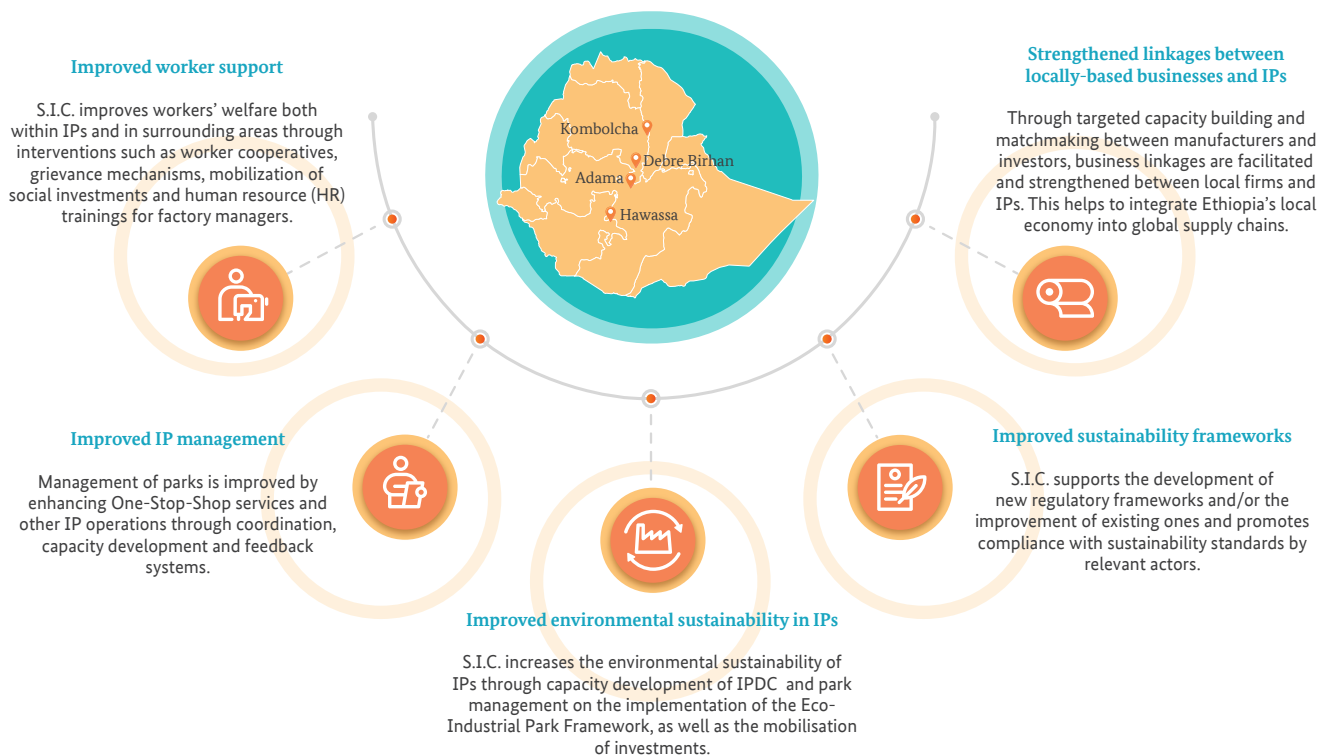 Improved worker support
S.I.C. improves workers' welfare both
within IPs and in surrounding areas through
interventions such as worker cooperatives,
grievance mechanisms, mobilization of
social investments and human resource (HR)
trainings for factory managers.
Kombolcha
Debre Birhan
Adama
Hawassa
Strengthened linkages between
locally-based businesses and IPs
Through targeted capacity building and
matchmaking between manufacturers and
investors, business linkages are facilitated
and strengthened between local firms and
IPs. This helps to integrate Ethiopia's local
economy into global supply chains.
Improved IP management
Management of parks is improved by
enhancing One-Stop-Shop services and
other IP operations through coordination,
capacity development and feedback
systems.
Improved sustainability frameworks
S.I.C. supports the development of
new regulatory frameworks and/or the
improvement of existing ones and promotes
compliance with sustainability standards by
relevant actors.
Improved environmental sustainability in IPs
S.I.C. increases the environmental sustainability of
IPs through capacity development of IPDC and park
management on the implementation of the Eco-
Industrial Park Framework, as well as the mobilisation
of investments.